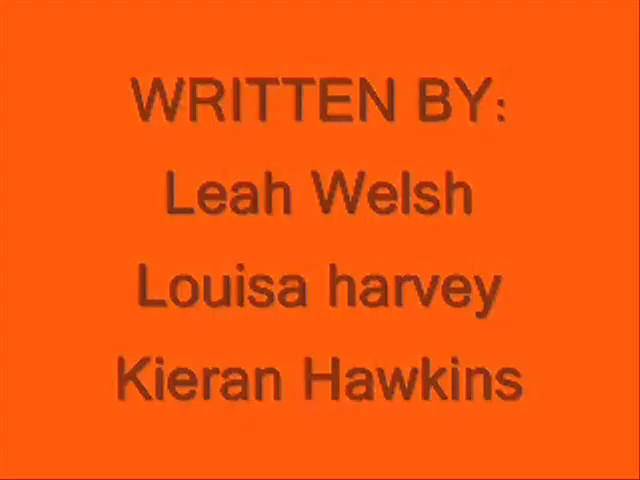 WRITTEN BY:
Leah Welsh
Louisa harvey
Kieran Hawkins